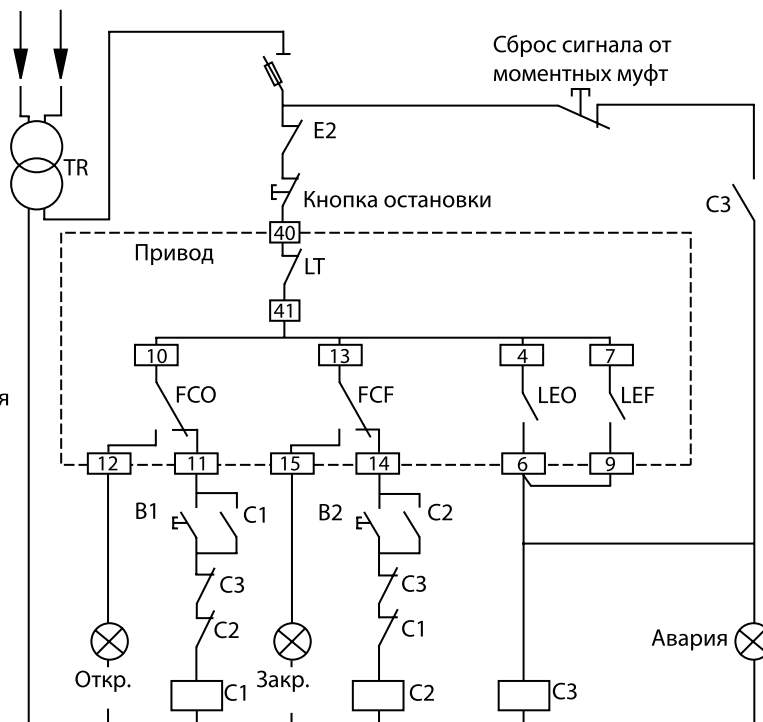 Сброс сигнала от
моментных муфт
E2
TR
Кнопка остановки
C3
40
Привод
LT
41
10
13
4
7
я
FCO
FCF
LEO
LEF
12
11
15
14
6
9
B1
C1
B2
C2
C3
C3
C2
C1
Авария
Откр.
C1
Закр.
C2
C3